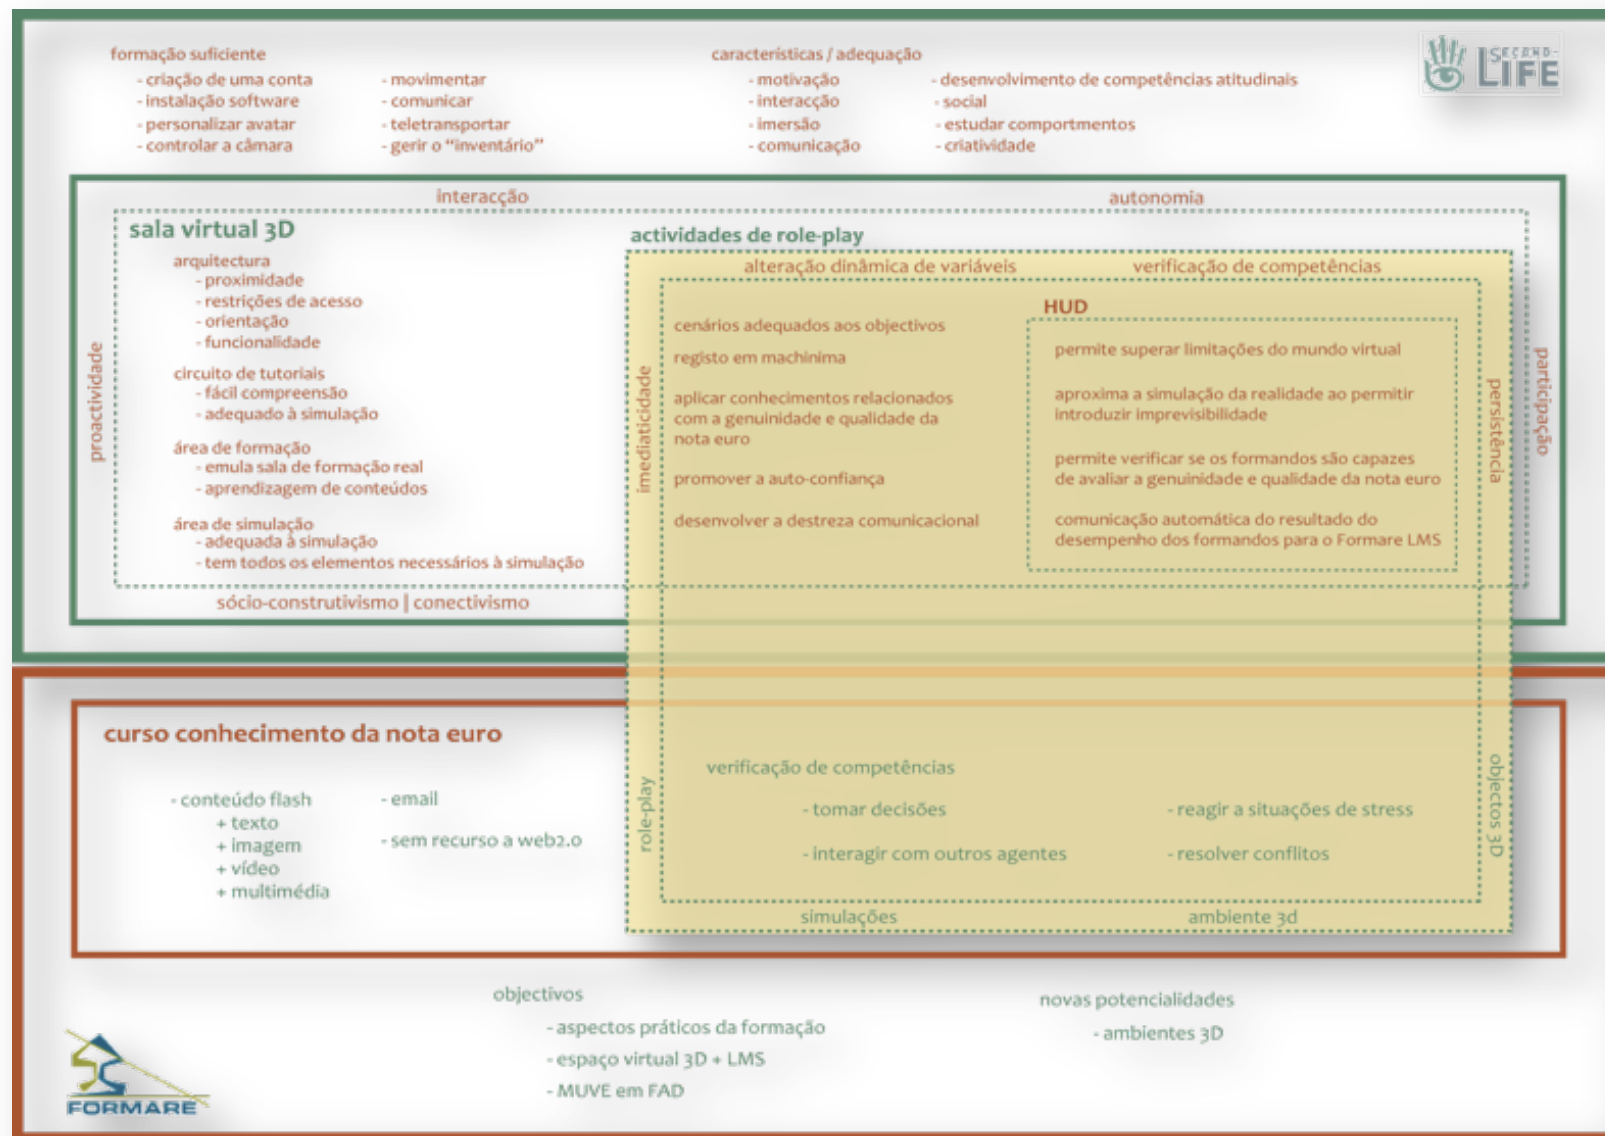 formação suficiente
- criação de uma conta
- instalação software
- personalizar avatar
- controlar a câmara
- movimentar
- comunicar
- teletransportar
- gerir o “inventário”
características / adequação
- motivação
- interacção
- imersão
- comunicação
- desenvolvimento de competências atitudinais
- social
- estudar comportmentos
- criatividade
SECOND
LIFE
interacção
autonomia
proactividade
participação
sala virtual 3D
arquitectura
- proximidade
- restrições de acesso
- orientação
- funcionalidade
circuito de tutoriais
- fácil compreensão
- adequado à simulação
área de formação
- emula sala de formação real
- aprendizagem de conteúdos
área de simulação
- adequada à simulação
- tem todos os elementos necessários à simulação
sócio-construtivismo | conectivismo
actividades de role-play
alteração dinâmica de variáveis
verificação de competências
imediaticidade
persistência
cenários adequados aos objectivos
registo em machinima
aplicar conhecimentos relacionados
com a genuinidade e qualidade da
nota euro
promover a auto-confiança
desenvolver a destreza comunicacional
HUD
permite superar limitações do mundo virtual
aproxima a simulação da realidade ao permitir
introduzir imprevisibilidade
permite verificar se os formandos são capazes
de avaliar a genuinidade e qualidade da nota euro
comunicação automática do resultado do
desempenho dos formandos para o Formare LMS
curso conhecimento da nota euro
- conteúdo flash
+ texto
+ imagem
+ vídeo
+ multimédia
- email
- sem recurso a web2.0
role-play
objectos 3D
verificação de competências
- tomar decisões
- interagir com outros agentes
- reagir a situações de stress
- resolver conflitos
simulações
ambiente 3d
objectivos
- aspectos práticos da formação
- espaço virtual 3D + LMS
- MUVE em FAD
novas potencialidades
- ambientes 3D
FORMARE